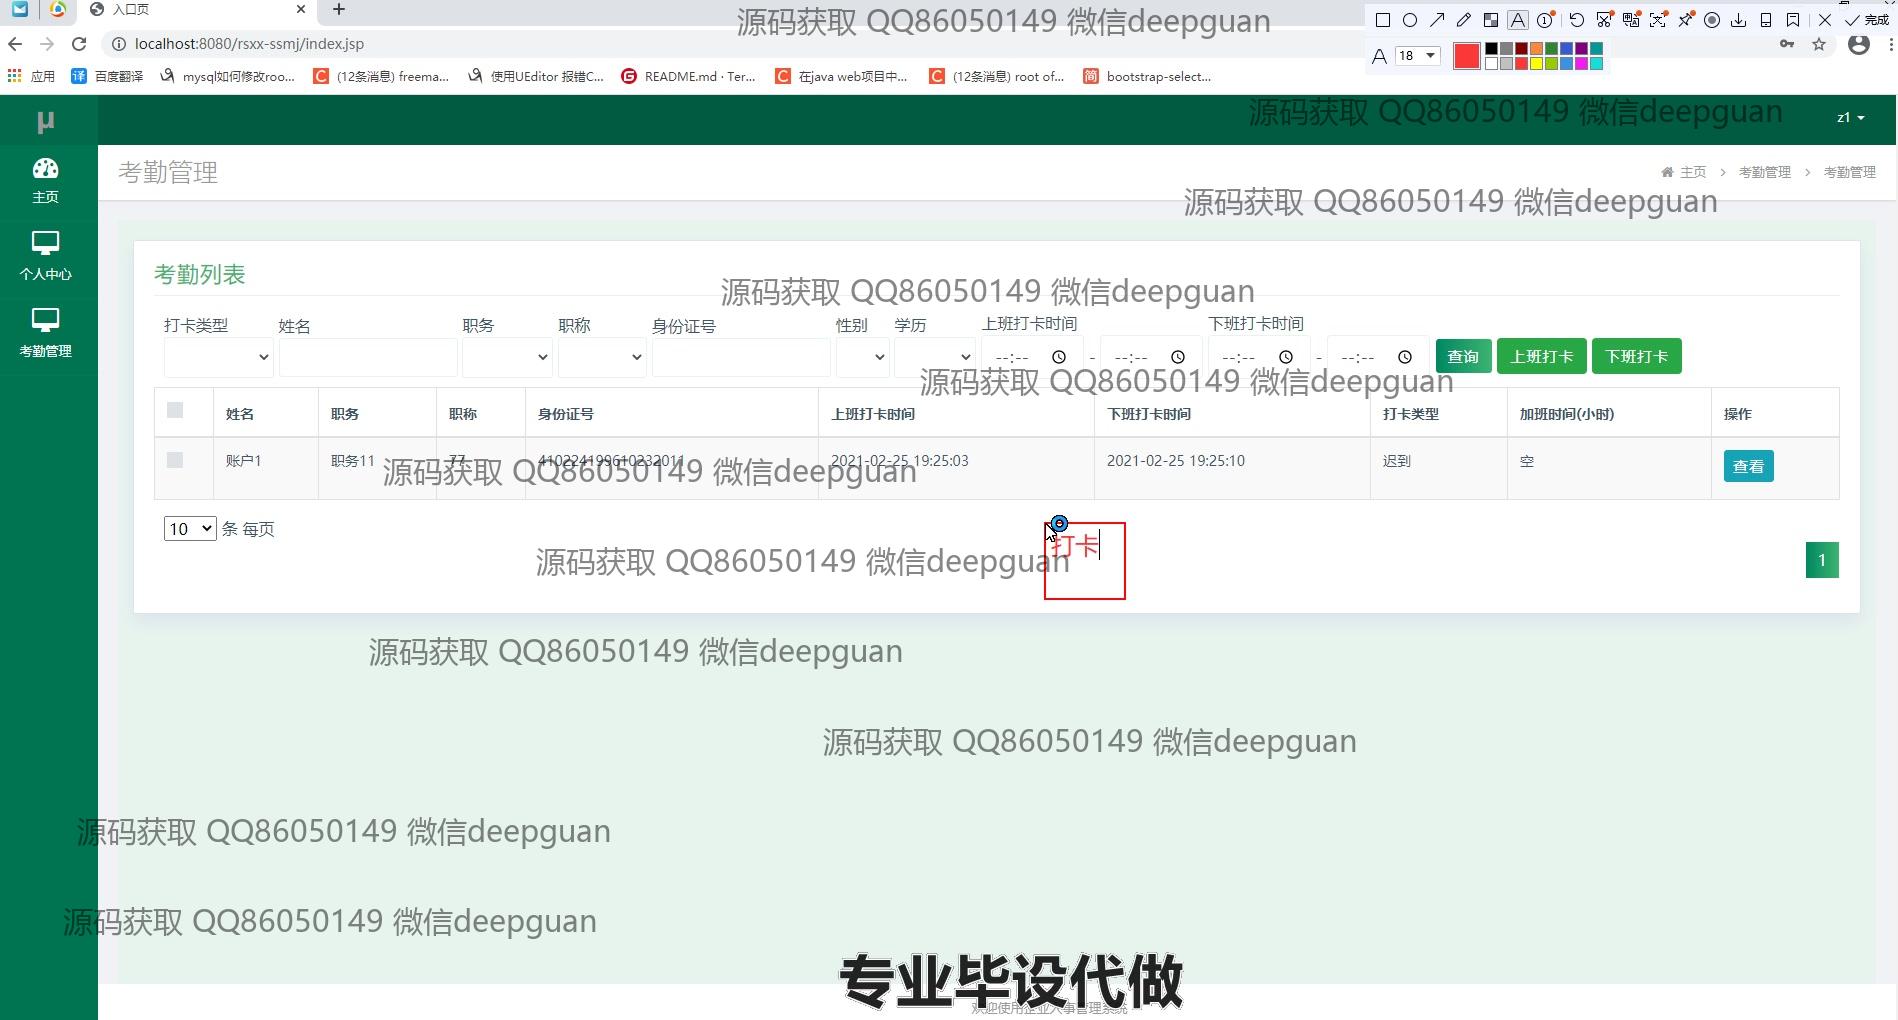 入口页
源码获取 QQ86050149 微信deepguan
完成
localhost:8080/rsxx-ssmj/index.jsp
A 18
应用 百度翻译 mysql如何修改roo... (12条消息) freema... 使用UEditor 报错C... README.md · Ter... 在java web项目中... (12条消息) root of... bootstrap-select...
源码获取 QQ86050149 微信deepguan
μ
z1
考勤管理
主页 > 考勤管理 > 考勤管理
主页
源码获取 QQ86050149 微信deepguan
个人中心
考勤管理
考勤列表
源码获取 QQ86050149 微信deepguan
打卡类型 姓名 职务 职称 身份证号 性别 学历 上班打卡时间 下班打卡时间
--:-- - --:-- --:-- - --:-- 查询 上班打卡 下班打卡
源码获取 QQ86050149 微信deepguan
姓名 职务 职称 身份证号 上班打卡时间 下班打卡时间 打卡类型 加班时间(小时) 操作
账户1 职务11 77 410224199610232011 2021-02-25 19:25:03 2021-02-25 19:25:10 迟到 空 查看
源码获取 QQ86050149 微信deepguan
10 条 每页
打卡
源码获取 QQ86050149 微信deepguan
1
源码获取 QQ86050149 微信deepguan
源码获取 QQ86050149 微信deepguan
源码获取 QQ86050149 微信deepguan
源码获取 QQ86050149 微信deepguan
专业毕设代做
欢迎使用企业人事管理系统